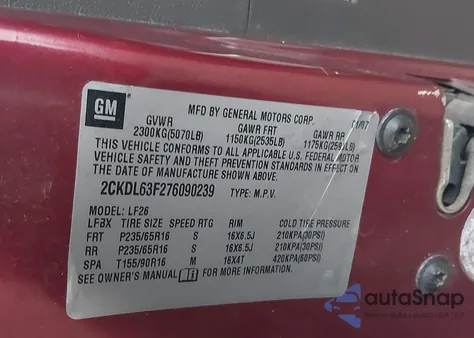 GM
MFD BY GENERAL MOTORS CORP. 01/07
GVWR GAWR FRT GAWR RR
2300KG(5070LB) 1150KG(2535LB) 1175KG(2590LB)
THIS VEHICLE CONFORMS TO ALL APPLICABLE U.S. FEDERAL MOTOR
VEHICLE SAFETY AND THEFT PREVENTION STANDARDS IN EFFECT ON
THE DATE OF MANUFACTURE SHOWN ABOVE.
2CKDL63F276090239 TYPE: M.P.V.
MODEL: LF26
TIRE SIZE SPEED RTG RIM COLD TIRE PRESSURE
FRT P235/65R16 S 16X6.5J 210KPA(30PSI)
RR P235/65R16 S 16X6.5J 210KPA(30PSI)
SPA T155/90R16 M 16X4T 420KPA(60PSI)
SEE OWNER'S MANUAL FOR MORE INFORMATION.
autoSnap